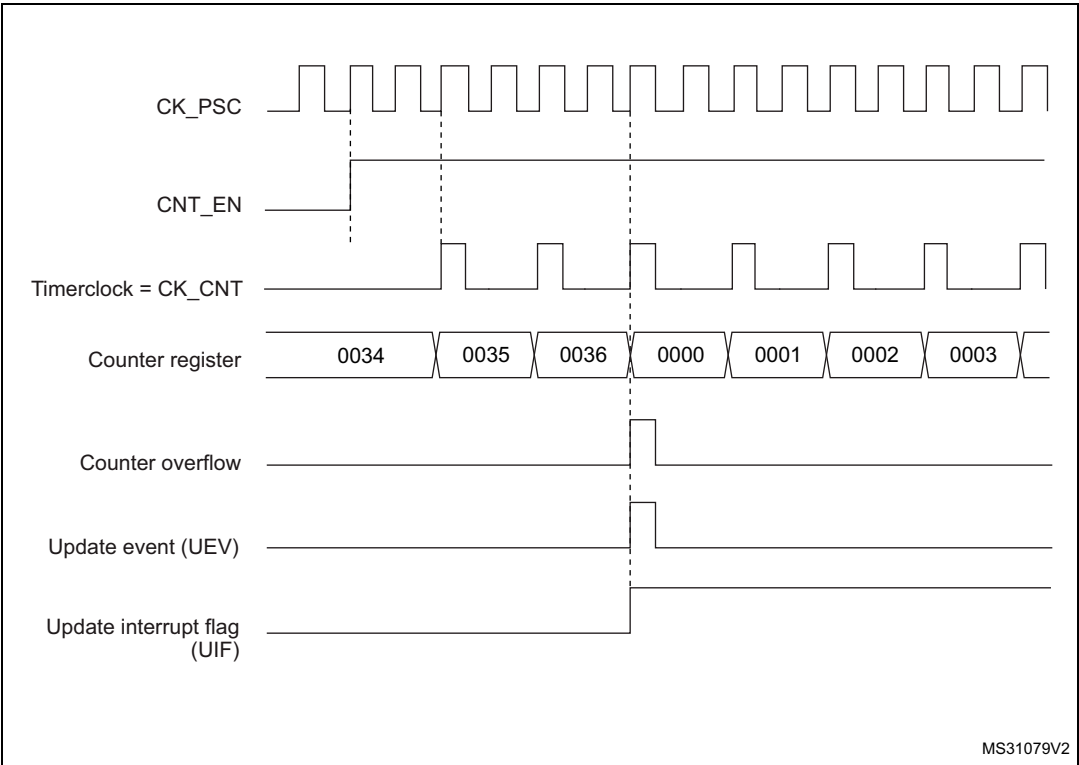 CK_PSC
CNT_EN
Timerclock = CK_CNT
Counter register
0034
0035
0036
0000
0001
0002
0003
Counter overflow
Update event (UEV)
Update interrupt flag
(UIF)
MS31079V2